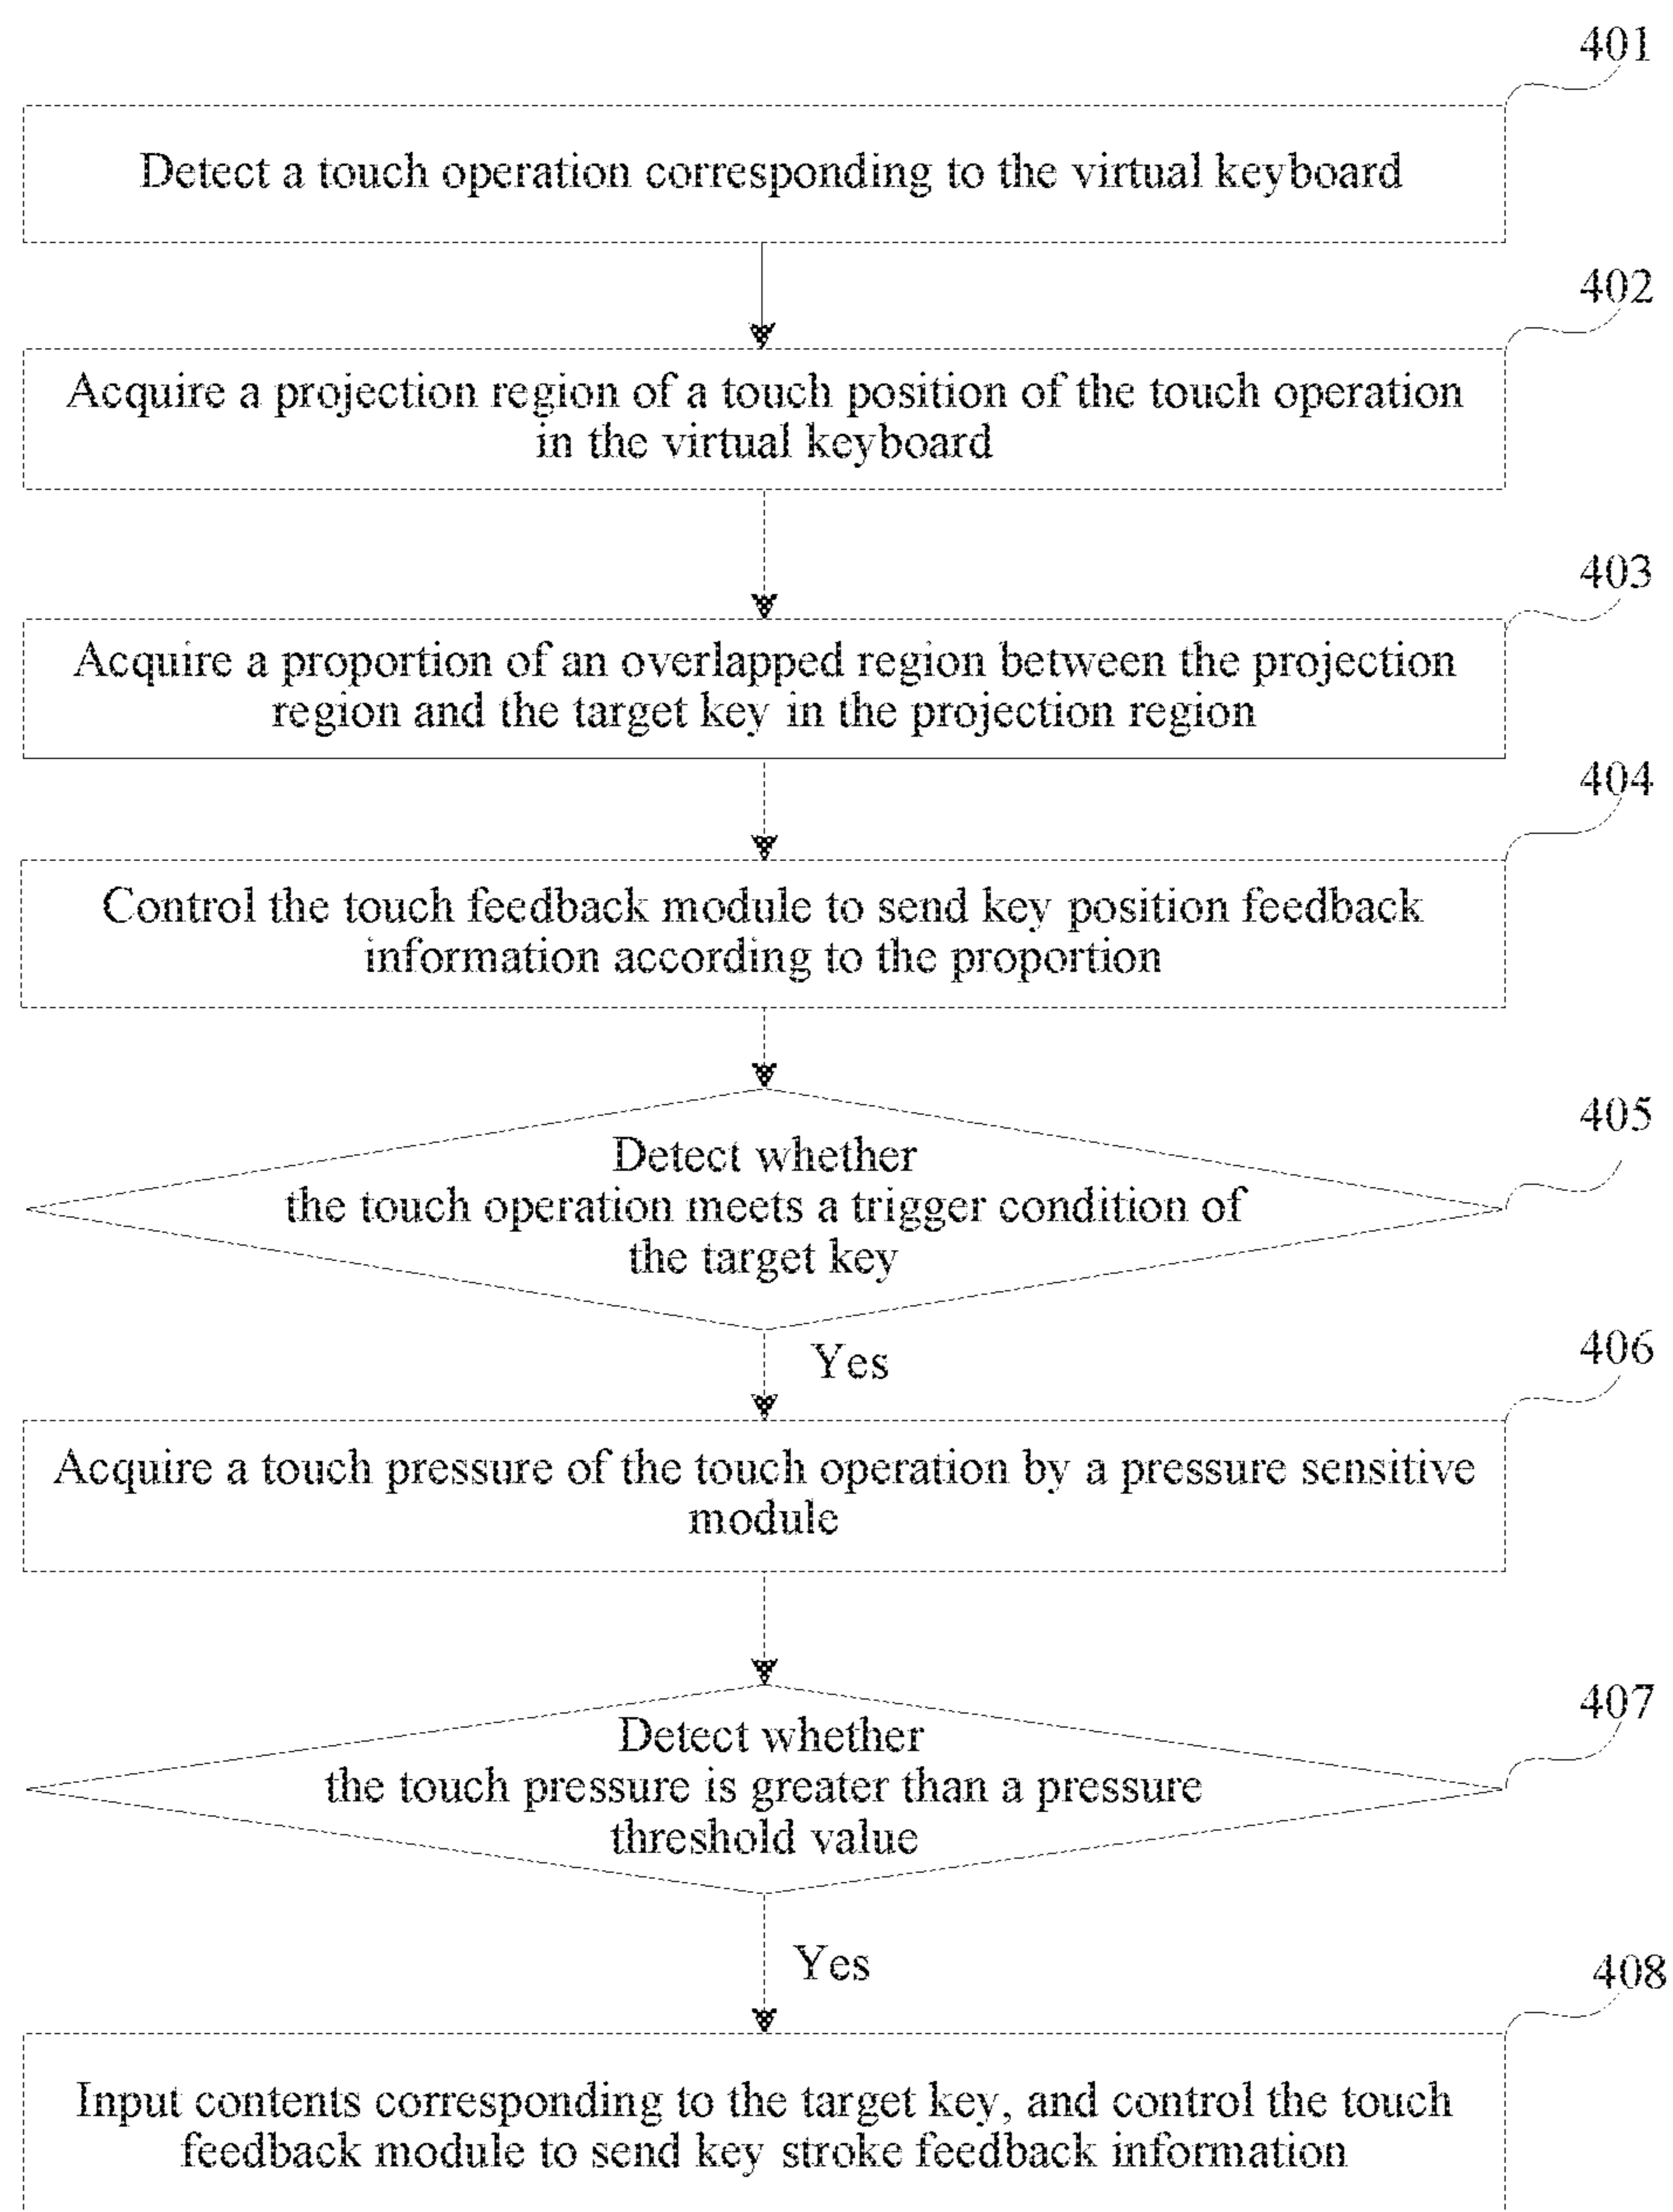 401
Detect a touch operation corresponding to the virtual keyboard
402
Acquire a projection region of a touch position of the touch operation
in the virtual keyboard
403
Acquire a proportion of an overlapped region between the projection
region and the target key in the projection region
404
Control the touch feedback module to send key position feedback
information according to the proportion
405
Detect whether
the touch operation meets a trigger condition of
the target key
Yes
406
Acquire a touch pressure of the touch operation by a pressure sensitive
module
407
Detect whether
the touch pressure is greater than a pressure
threshold value
Yes
408
Input contents corresponding to the target key, and control the touch
feedback module to send key stroke feedback information